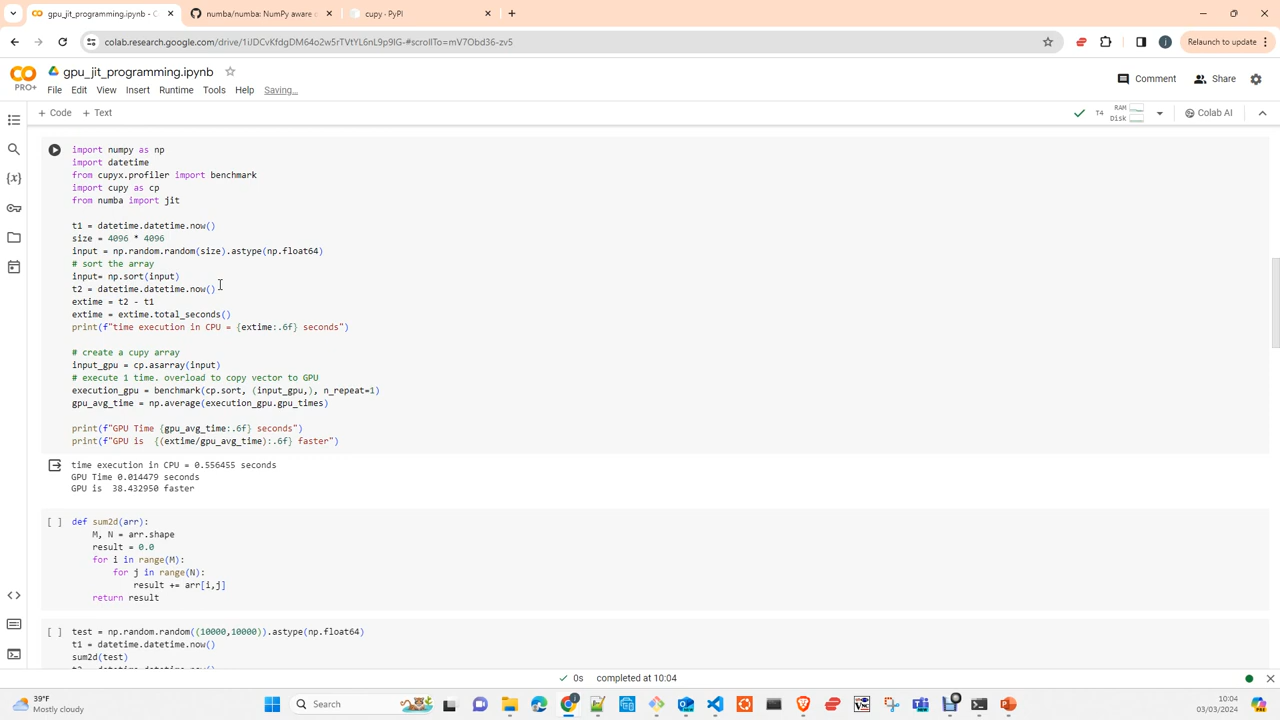 gpu_jit_programming.ipynb - C
numba/numba: NumPy aware d
cupy · PyPI
colab.research.google.com/drive/1iJDCvKfdgDM64o2w5rTVtYL6nL9p9IG-#scrollTo=mV7Obd36-zv5
Relaunch to update
PRO+
gpu_jit_programming.ipynb
File Edit View Insert Runtime Tools Help Saving...
Comment Share
+ Code + Text
T4 RAM Disk
Colab AI
import numpy as np
import datetime
from cupyx.profiler import benchmark
import cupy as cp
from numba import jit
t1 = datetime.datetime.now()
size = 4096 * 4096
input = np.random.random(size).astype(np.float64)
# sort the array
input= np.sort(input)
t2 = datetime.datetime.now()
extime = t2 - t1
extime = extime.total_seconds()
print(f"time execution in CPU = {extime:.6f} seconds")
# create a cupy array
input_gpu = cp.asarray(input)
# execute 1 time. overload to copy vector to GPU
execution_gpu = benchmark(cp.sort, (input_gpu,), n_repeat=1)
gpu_avg_time = np.average(execution_gpu.gpu_times)
print(f"GPU Time {gpu_avg_time:.6f} seconds")
print(f"GPU is  {(extime/gpu_avg_time):.6f} faster")
time execution in CPU = 0.556455 seconds
GPU Time 0.014479 seconds
GPU is  38.432950 faster
[ ] def sum2d(arr):
M, N = arr.shape
result = 0.0
for i in range(M):
for j in range(N):
result += arr[i,j]
return result
[ ] test = np.random.random((10000,10000)).astype(np.float64)
t1 = datetime.datetime.now()
sum2d(test)
t2 = datetime.datetime.now()
0s completed at 10:04
39°F
Mostly cloudy
Search
10:04
03/03/2024